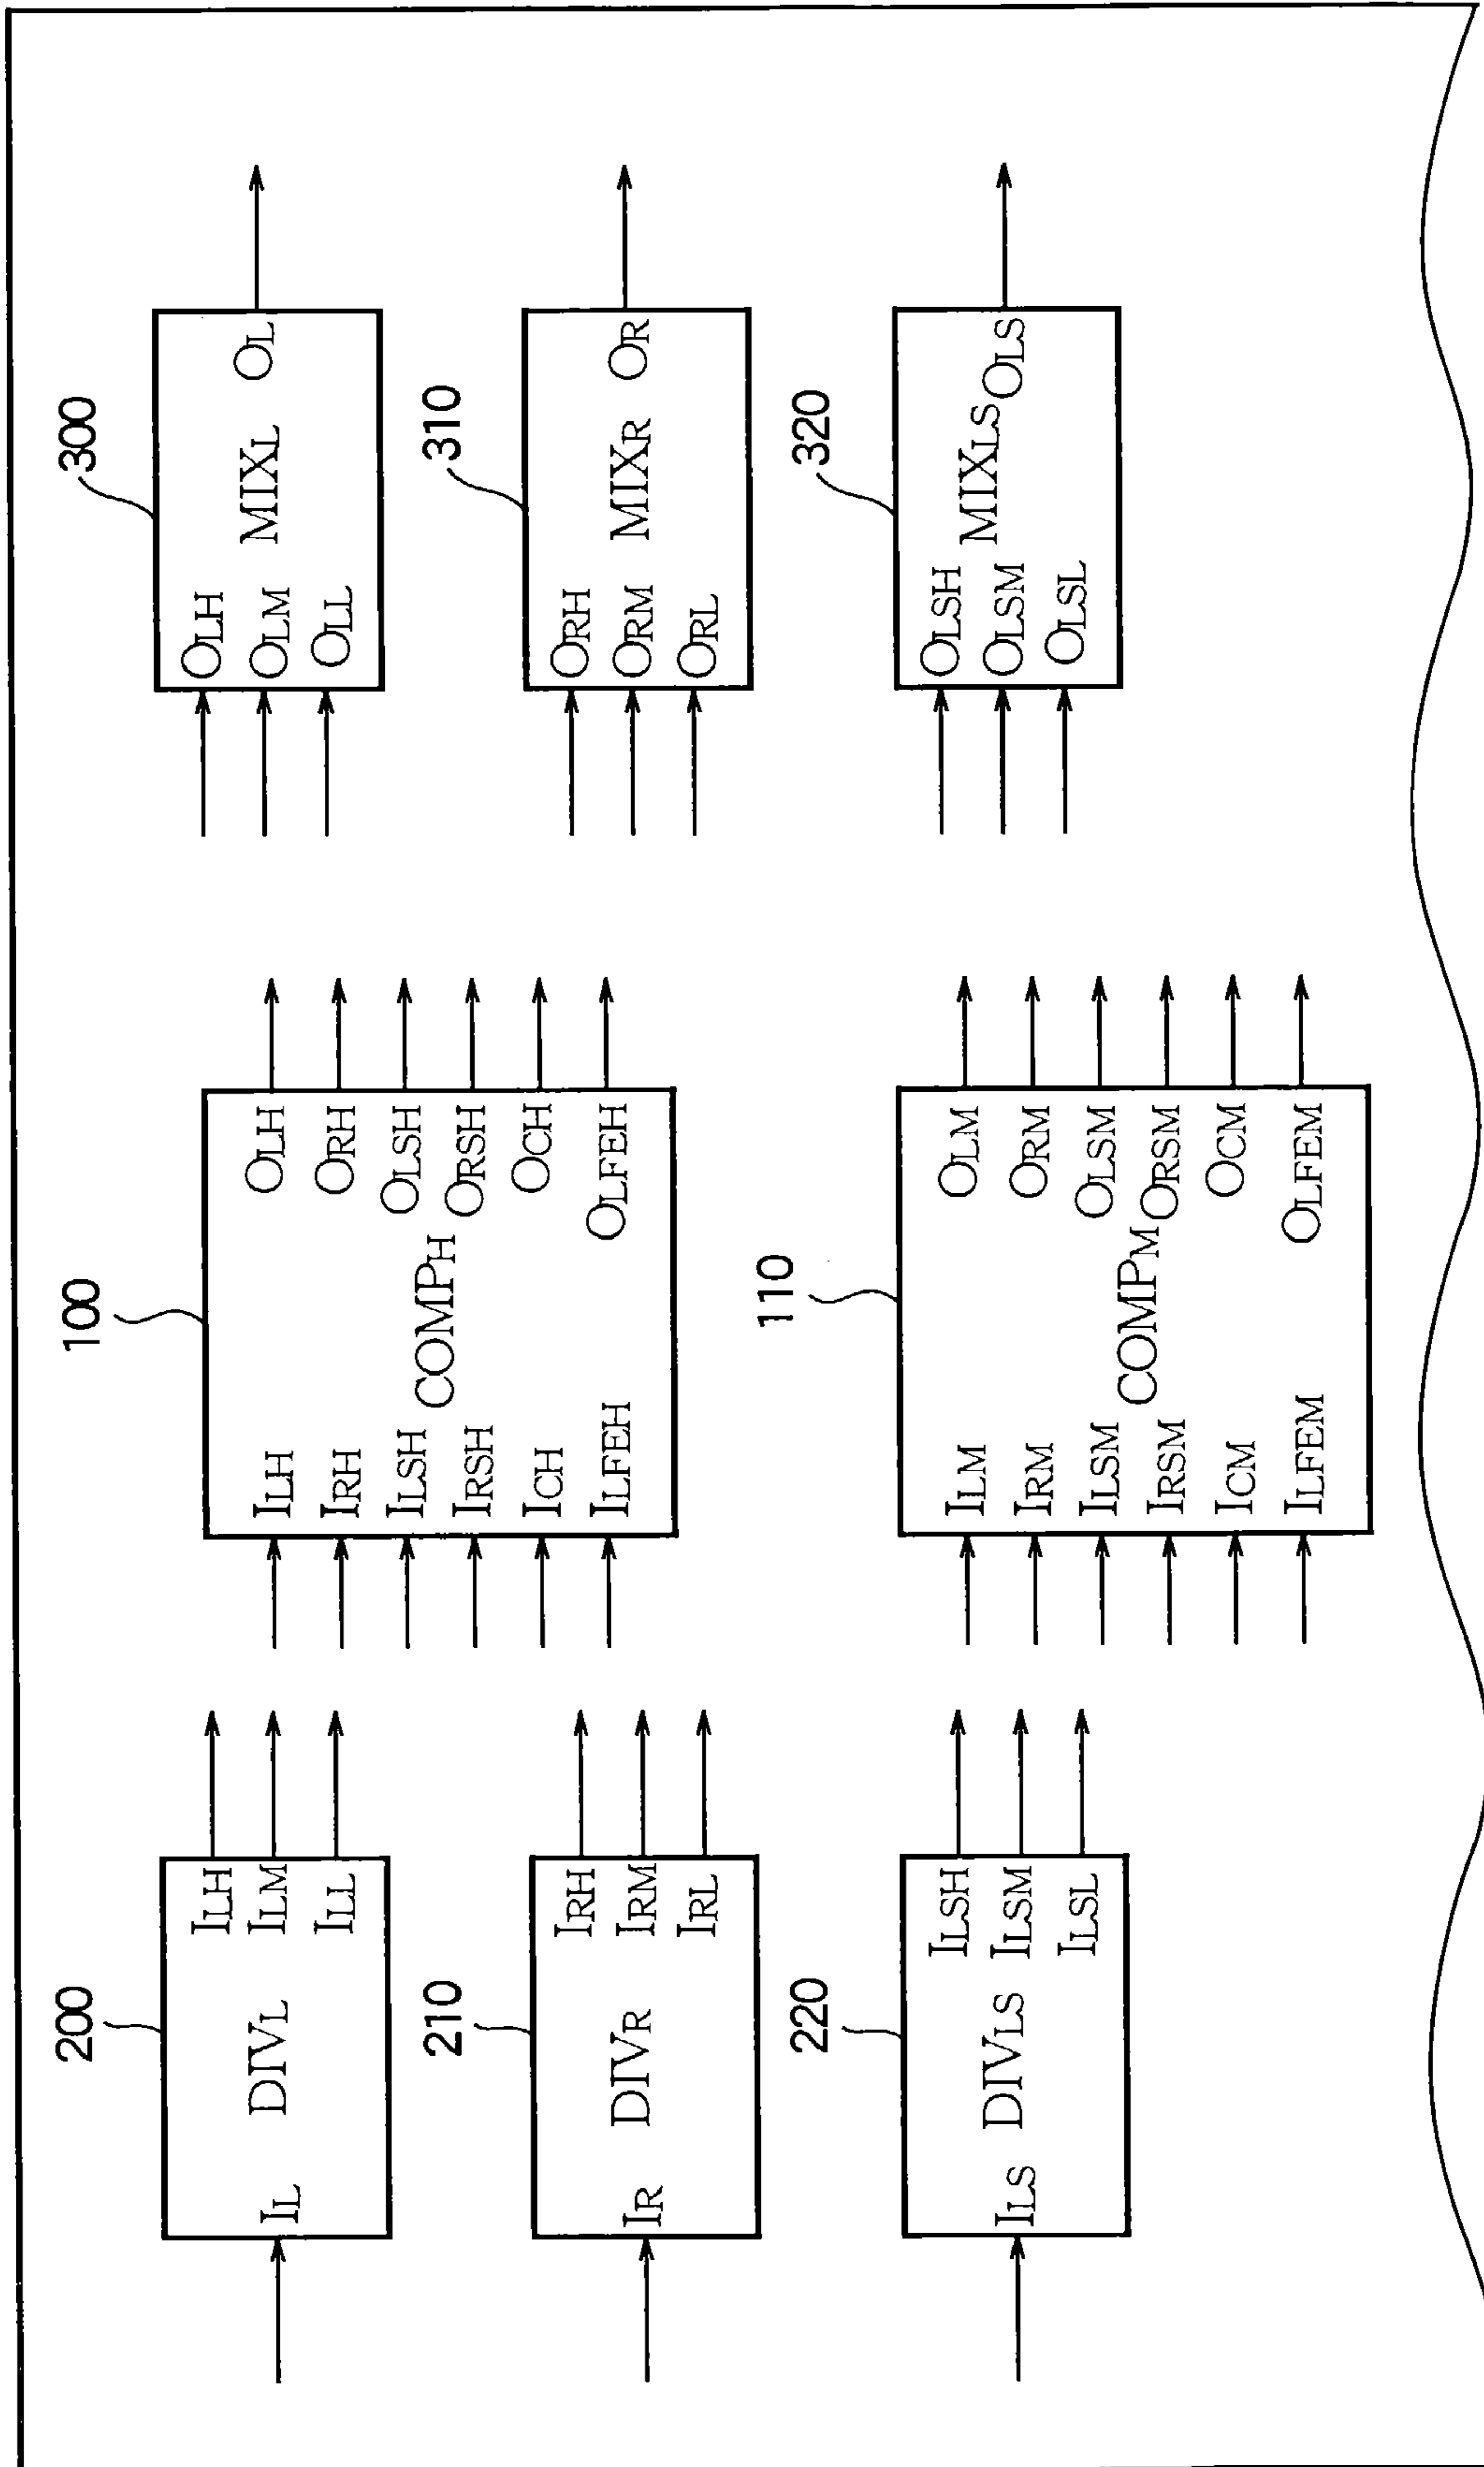 200
IL
DIVL
ILH
ILM
ILL
210
IR
DIVR
IRH
IRM
IRL
220
ILS
DIVLS
ILSH
ILSM
ILSL
100
COMPH
ILH
IRH
ILSH
IRSH
ICH
ILFEH
OLH
ORH
OLSH
ORSH
OCH
OLFEH
110
COMPM
ILM
IRM
ILSM
IRSM
ICM
ILFEM
OLM
ORM
OLSM
ORSM
OCM
OLFEM
300
OLH
OLM
OLL
MIXL
OL
310
ORH
ORM
ORL
MIXR
OR
320
OLSH
OLSM
OLSL
MIXLS
OLS